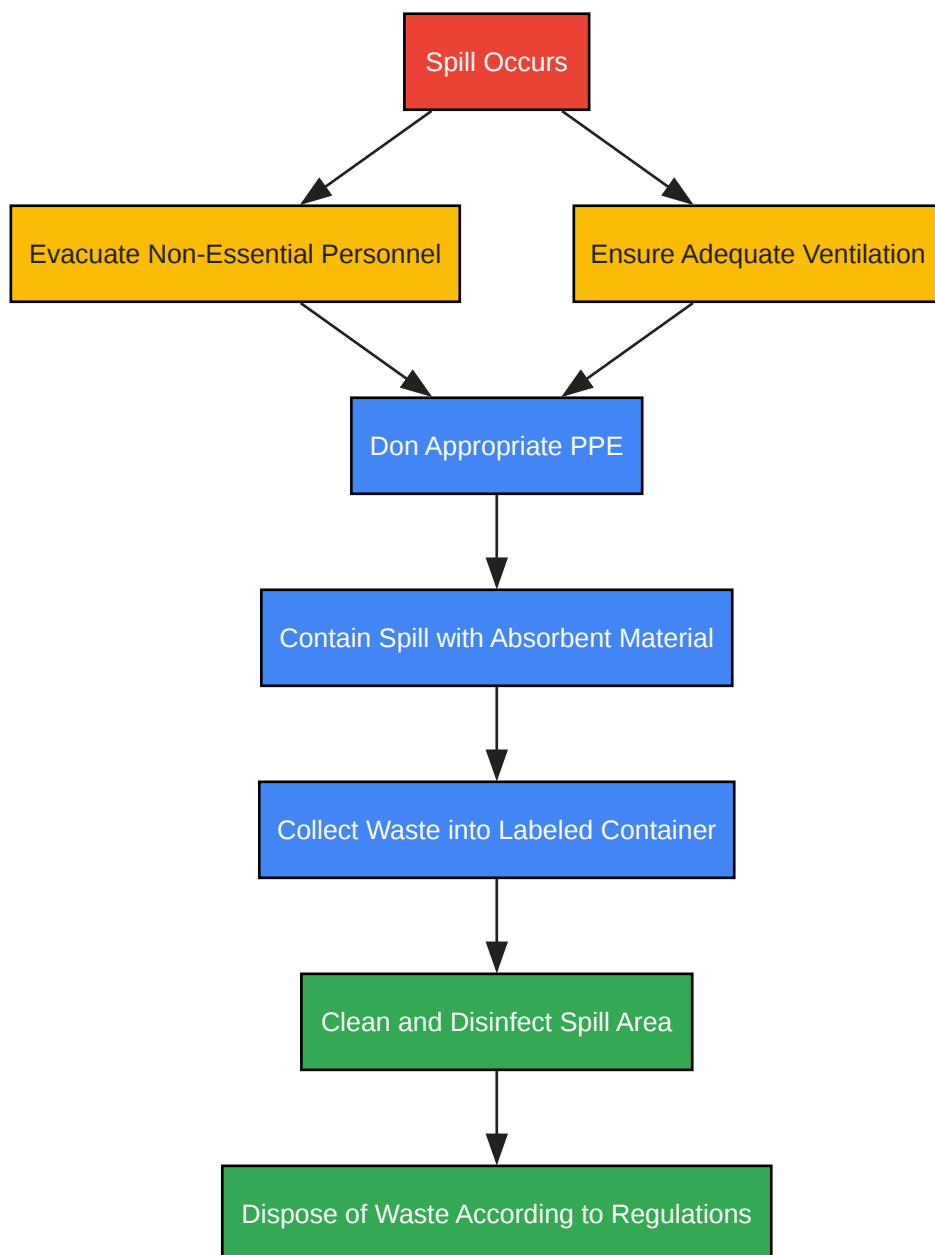 Spill Occurs
Evacuate Non-Essential Personnel
Ensure Adequate Ventilation
Don Appropriate PPE
Contain Spill with Absorbent Material
Collect Waste into Labeled Container
Clean and Disinfect Spill Area
Dispose of Waste According to Regulations